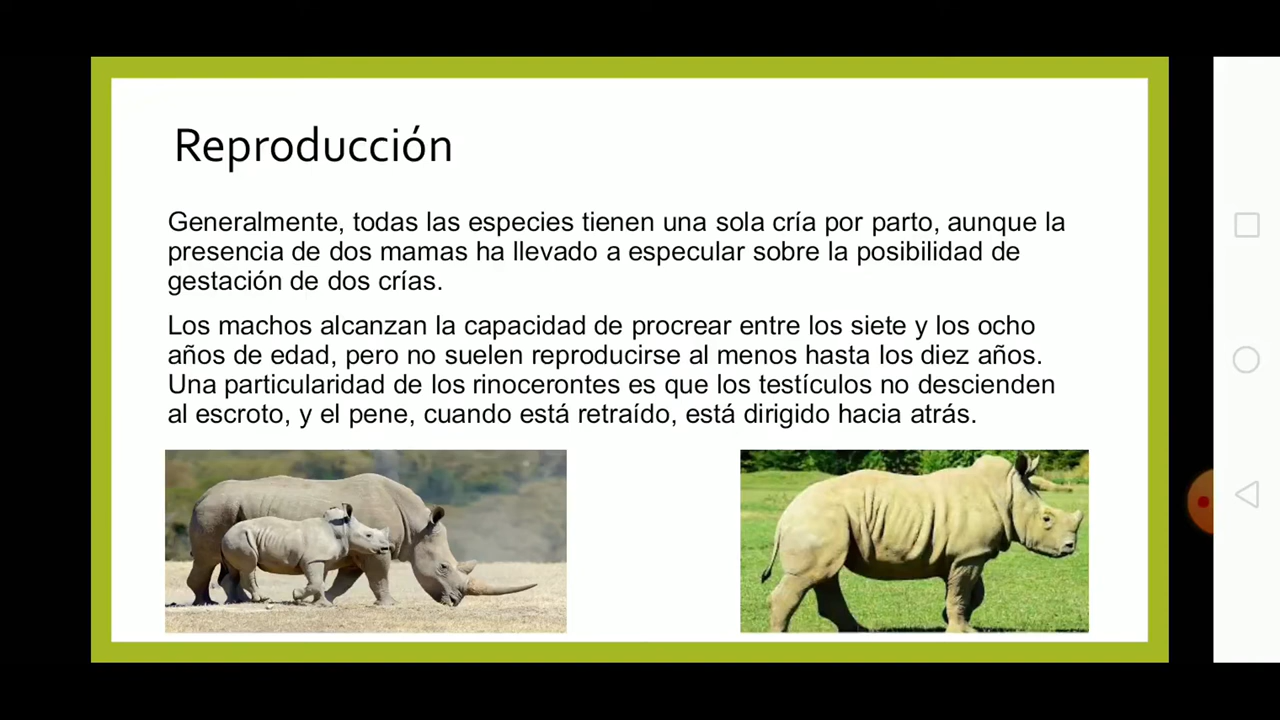 Reproducción
Generalmente, todas las especies tienen una sola cría por parto, aunque la
presencia de dos mamas ha llevado a especular sobre la posibilidad de
gestación de dos crías.
Los machos alcanzan la capacidad de procrear entre los siete y los ocho
años de edad, pero no suelen reproducirse al menos hasta los diez años.
Una particularidad de los rinocerontes es que los testículos no descienden
al escroto, y el pene, cuando está retraído, está dirigido hacia atrás.